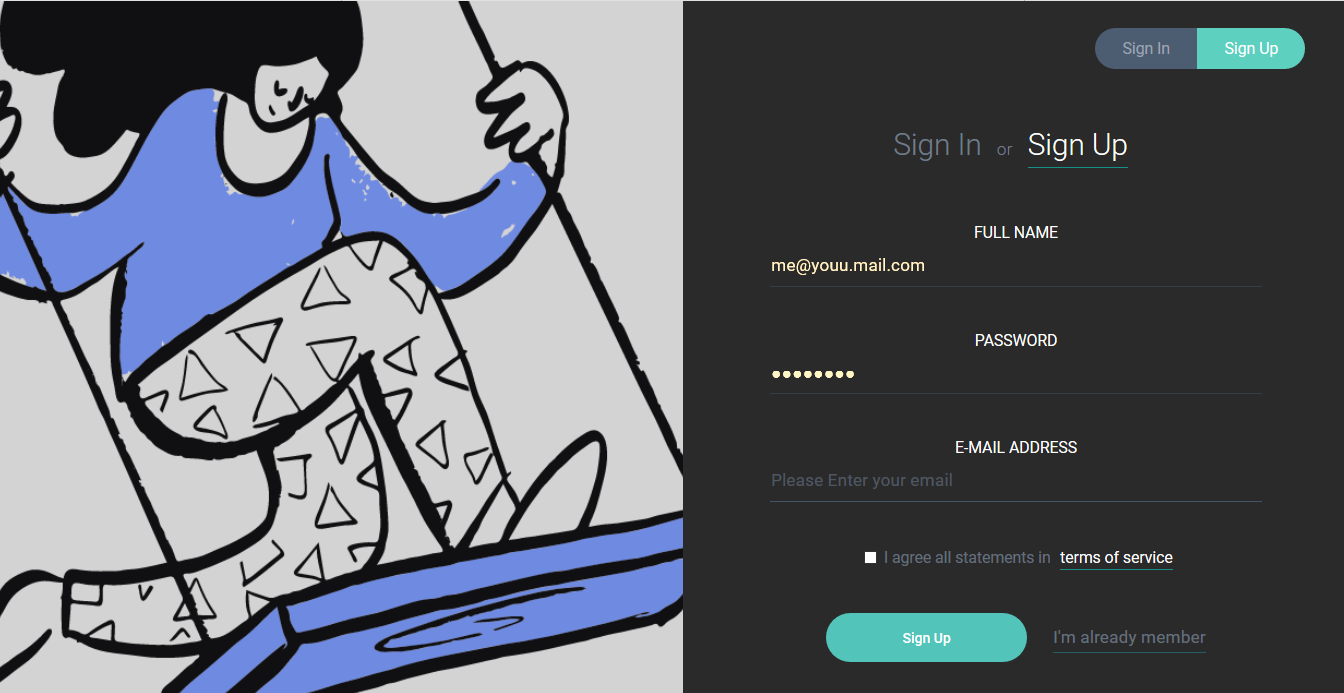 Sign In Sign Up
Sign In or Sign Up
FULL NAME
me@youu.mail.com
PASSWORD
••••••••
E-MAIL ADDRESS
Please Enter your email
I agree all statements in terms of service
Sign Up I'm already member